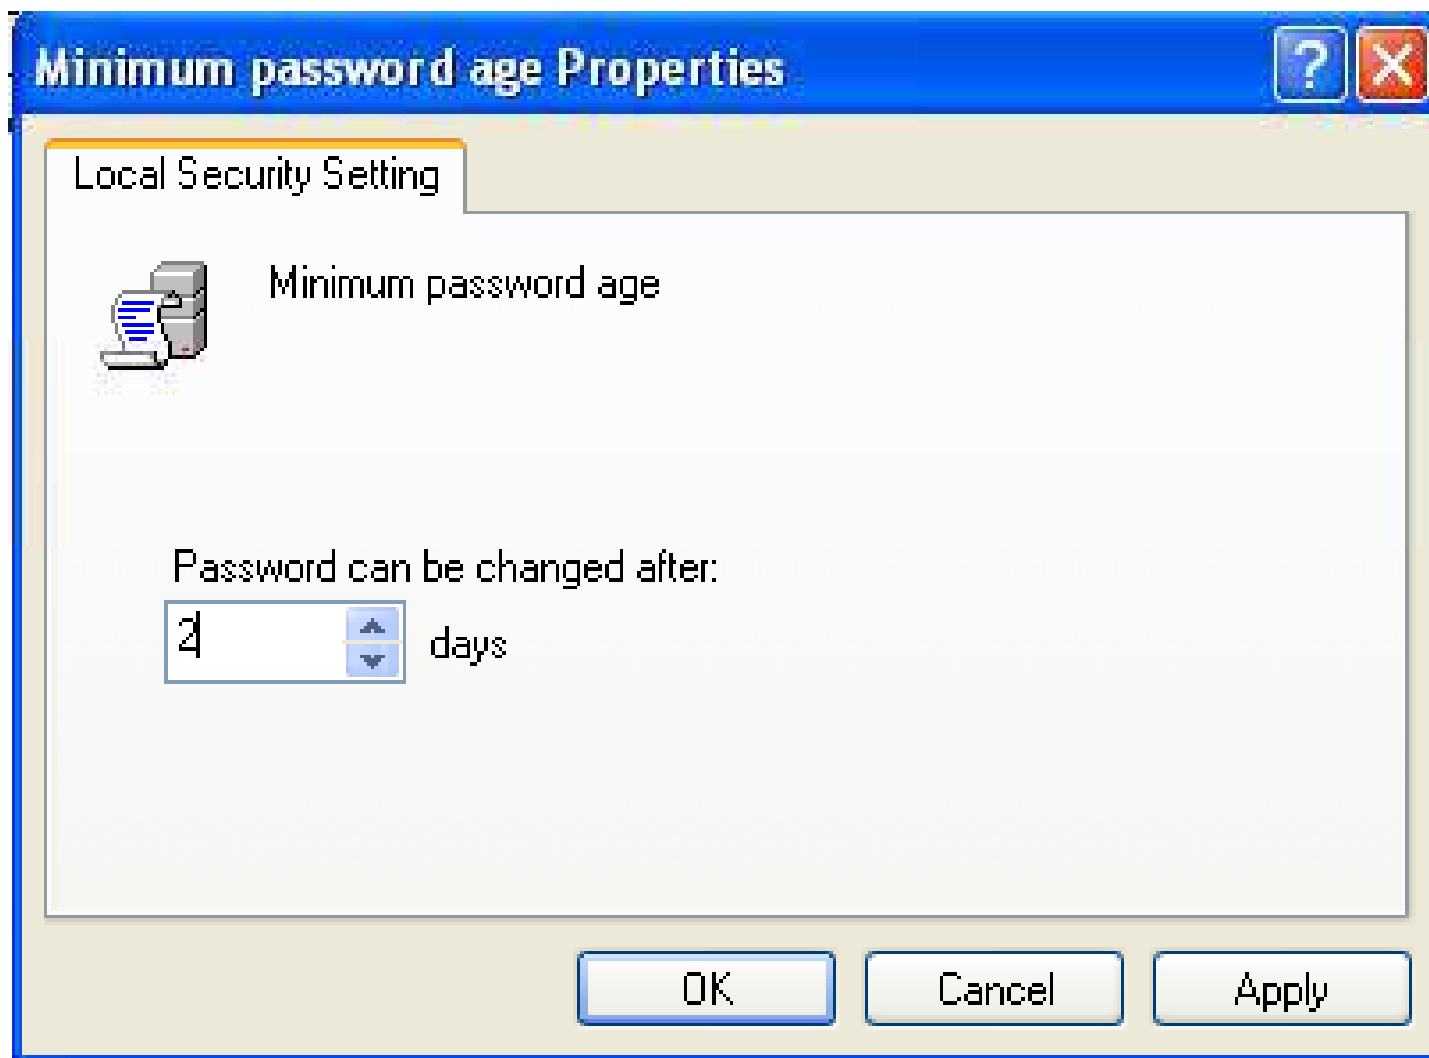 Minimum password age Properties
Local Security Setting
Minimum password age
Password can be changed after:
2 days
OK Cancel Apply